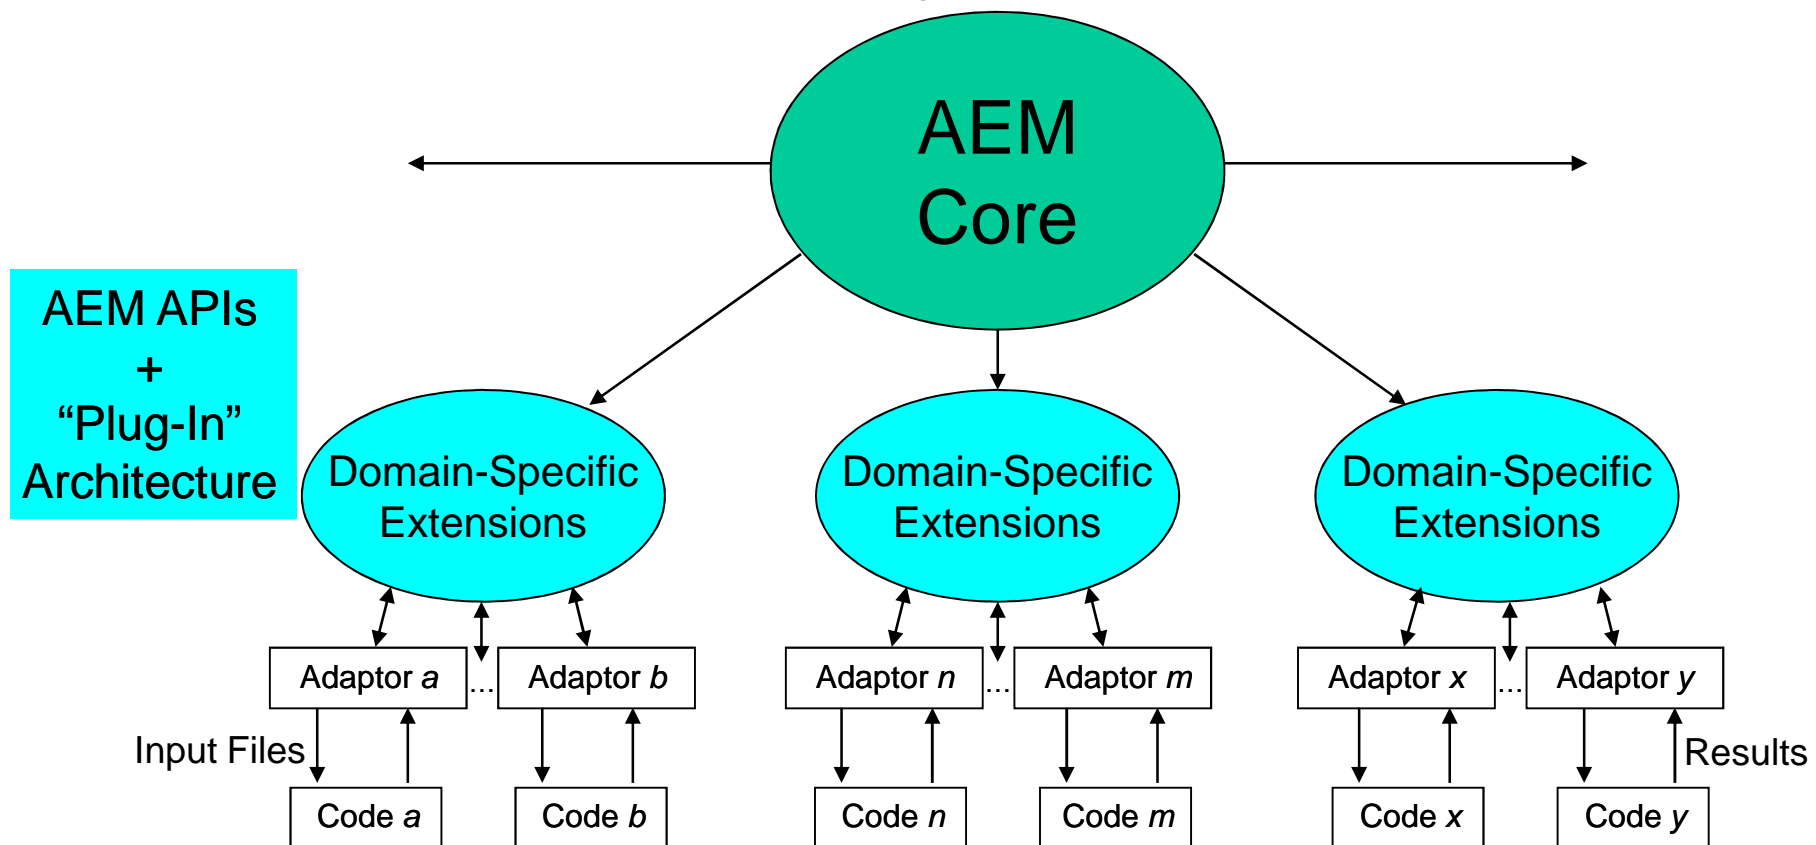 AEM
Core
AEM APIs
+
“Plug-In”
Architecture
Domain-Specific
Extensions
Domain-Specific
Extensions
Domain-Specific
Extensions
Adaptor a
...
Adaptor b
Adaptor n
...
Adaptor m
Adaptor x
...
Adaptor y
Input Files
Results
Code a
Code b
Code n
Code m
Code x
Code y